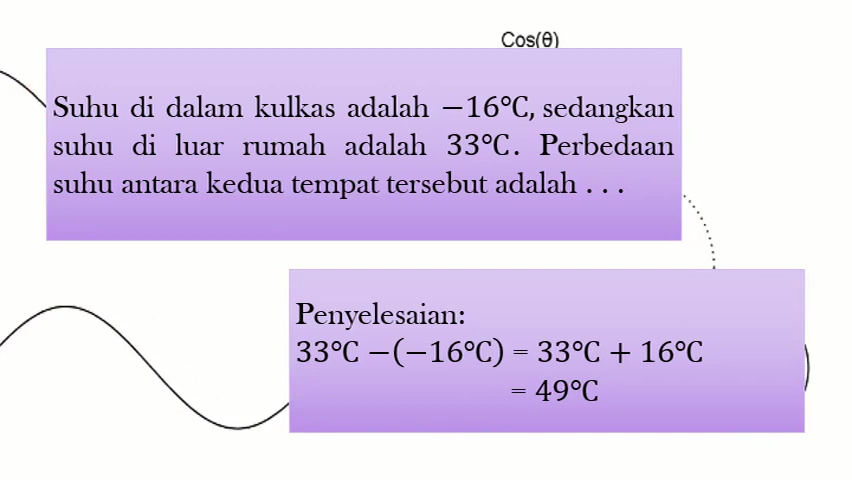 Cos(θ)
Suhu di dalam kulkas adalah −16℃, sedangkan
suhu di luar rumah adalah 33℃. Perbedaan
suhu antara kedua tempat tersebut adalah . . .
Penyelesaian:
33℃ −(−16℃) = 33℃ + 16℃
= 49℃